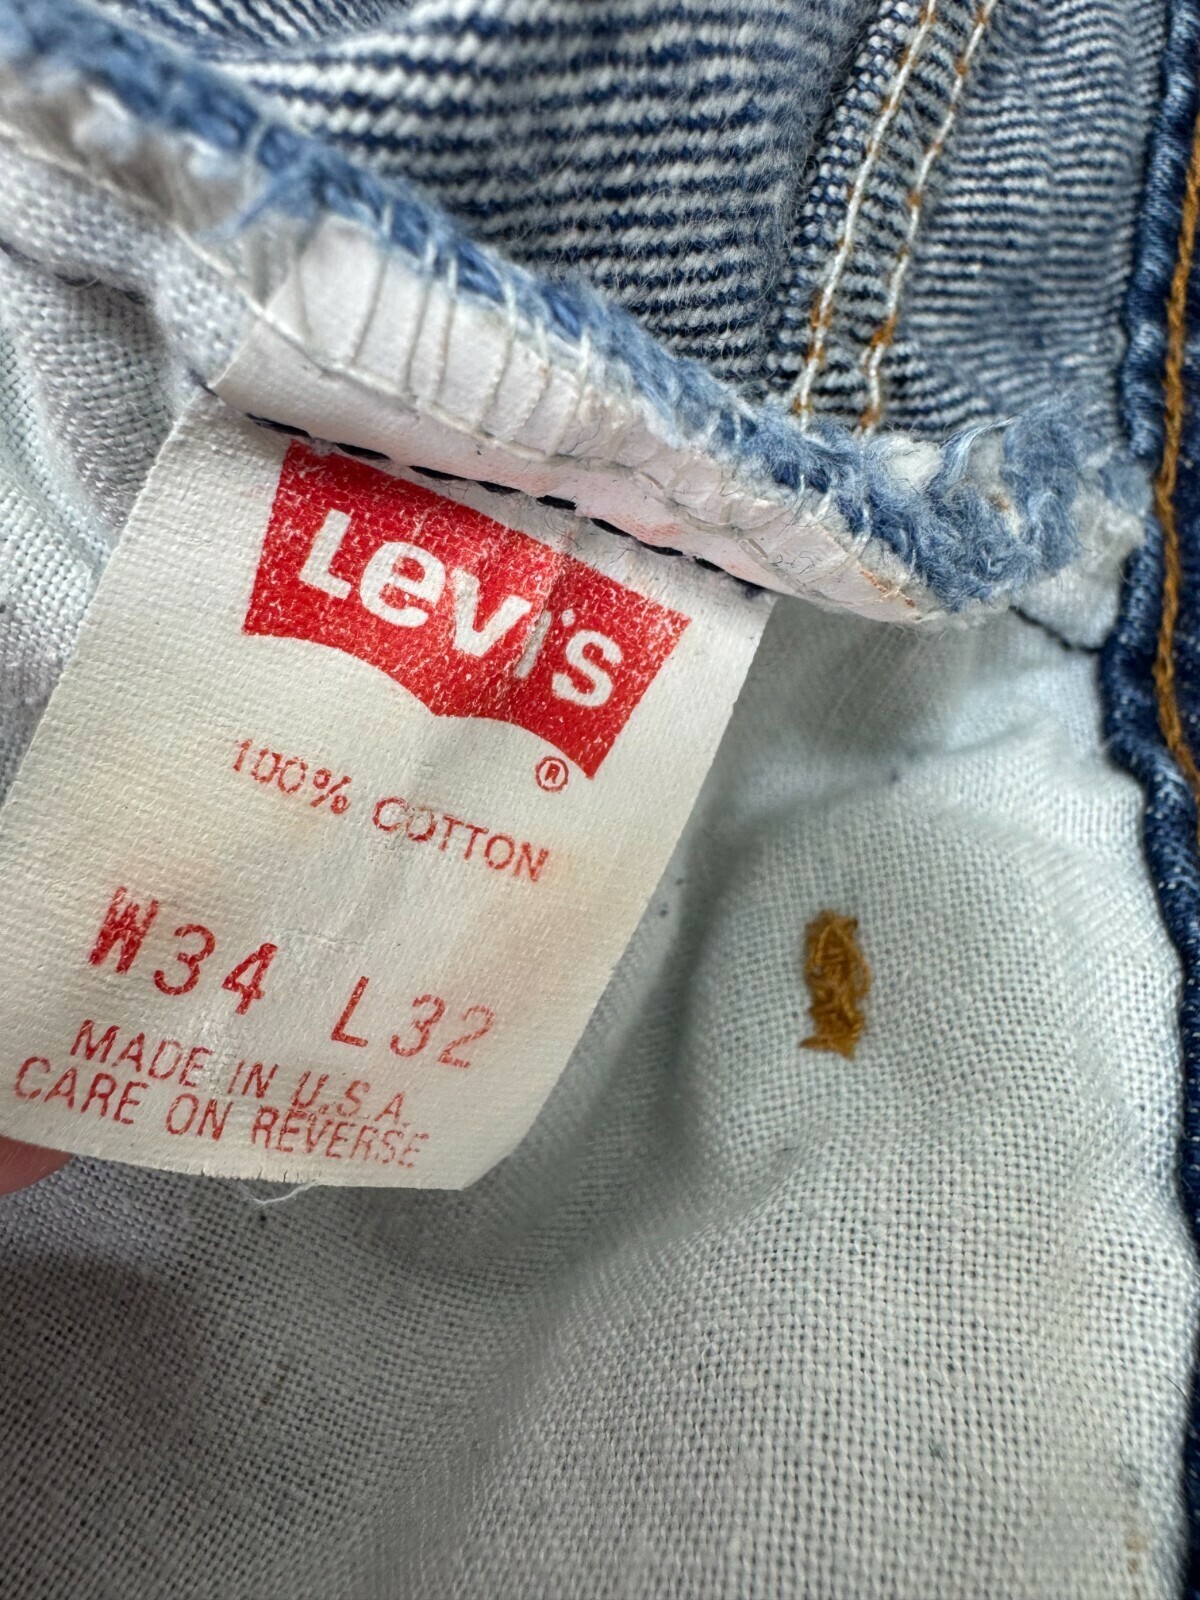 Levi's
®
100% COTTON
W34 L32
MADE IN U.S.A.
CARE ON REVERSE